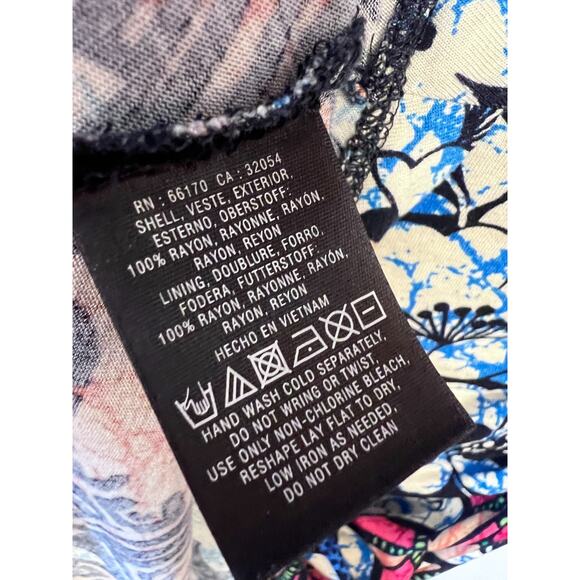 RN : 66170 CA : 32054
SHELL, VESTE, EXTERIOR,
ESTERNO, OBERSTOFF:
100% RAYON, RAYONNE, RAYÓN,
RAYON, REYON
LINING, DOUBLURE, FORRO,
FODERA, FUTTERSTOFF:
100% RAYON, RAYONNE, RAYÓN,
RAYON, REYON
HECHO EN VIETNAM
HAND WASH COLD SEPARATELY,
DO NOT WRING OR TWIST,
USE ONLY NON-CHLORINE BLEACH,
RESHAPE LAY FLAT TO DRY,
LOW IRON AS NEEDED,
DO NOT DRY CLEAN